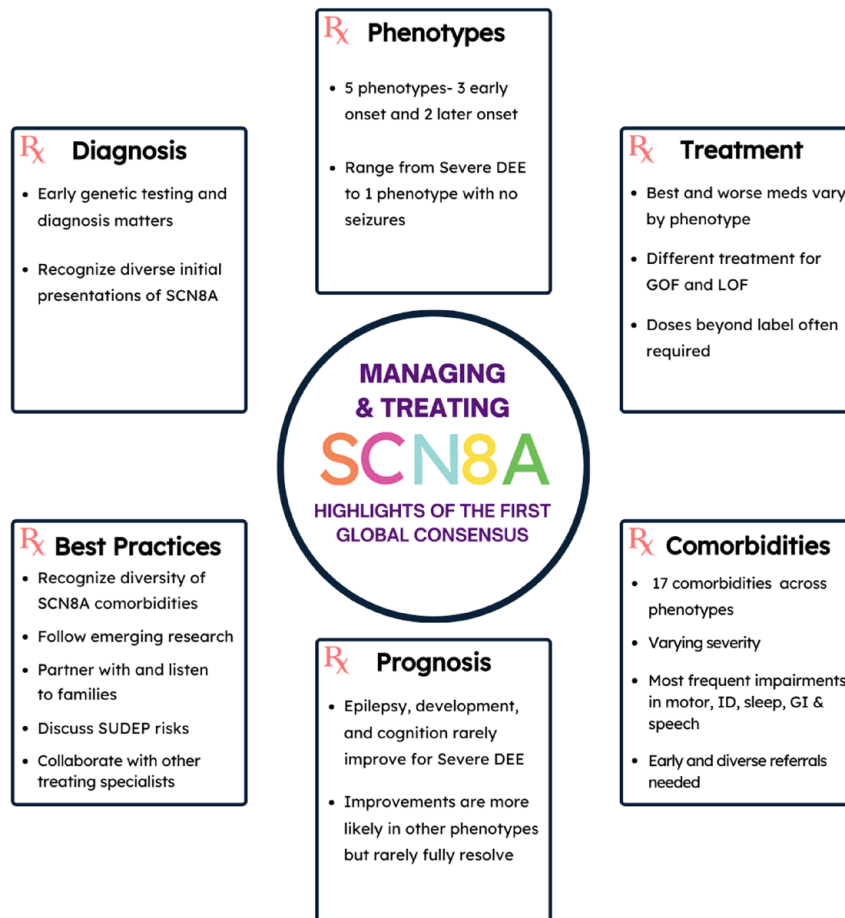 Rx Phenotypes
• 5 phenotypes- 3 early
onset and 2 later onset
• Range from Severe DEE
to 1 phenotype with no
seizures
Rx Diagnosis
• Early genetic testing and
diagnosis matters
• Recognize diverse initial
presentations of SCN8A
Rx Treatment
• Best and worse meds vary
by phenotype
• Different treatment for
GOF and LOF
• Doses beyond label often
required
MANAGING
& TREATING
SCN8A
HIGHLIGHTS OF THE FIRST
GLOBAL CONSENSUS
Rx Best Practices
• Recognize diversity of
SCN8A comorbidities
• Follow emerging research
• Partner with and listen
to families
• Discuss SUDEP risks
• Collaborate with other
treating specialists
Rx Prognosis
• Epilepsy, development,
and cognition rarely
improve for Severe DEE
• Improvements are more
likely in other phenotypes
but rarely fully resolve
Rx Comorbidities
• 17 comorbidities across
phenotypes
• Varying severity
• Most frequent impairments
in motor, ID, sleep, GI &
speech
• Early and diverse referrals
needed